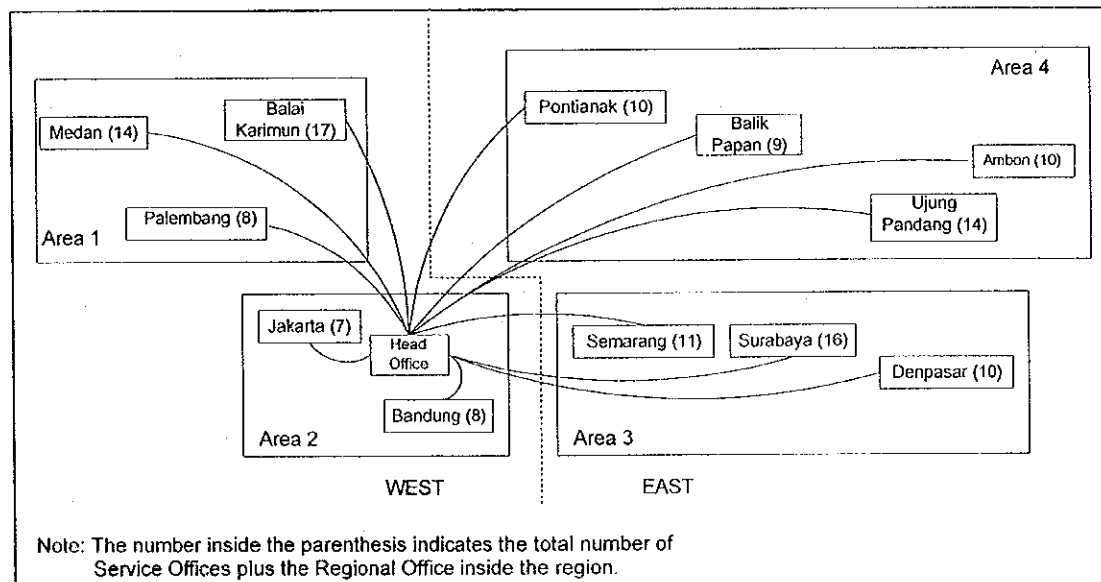 Area 4
Pontianak (10)
Balai
Karimun (17)
Medan (14)
Balik
Papan (9)
Ambon (10)
Ujung
Pandang (14)
Palembang (8)
Area 1
Jakarta (7)
Head
Office
Semarang (11)
Surabaya (16)
Denpasar (10)
Bandung (8)
Area 2
Area 3
WEST
EAST
Note: The number inside the parenthesis indicates the total number of
Service Offices plus the Regional Office inside the region.